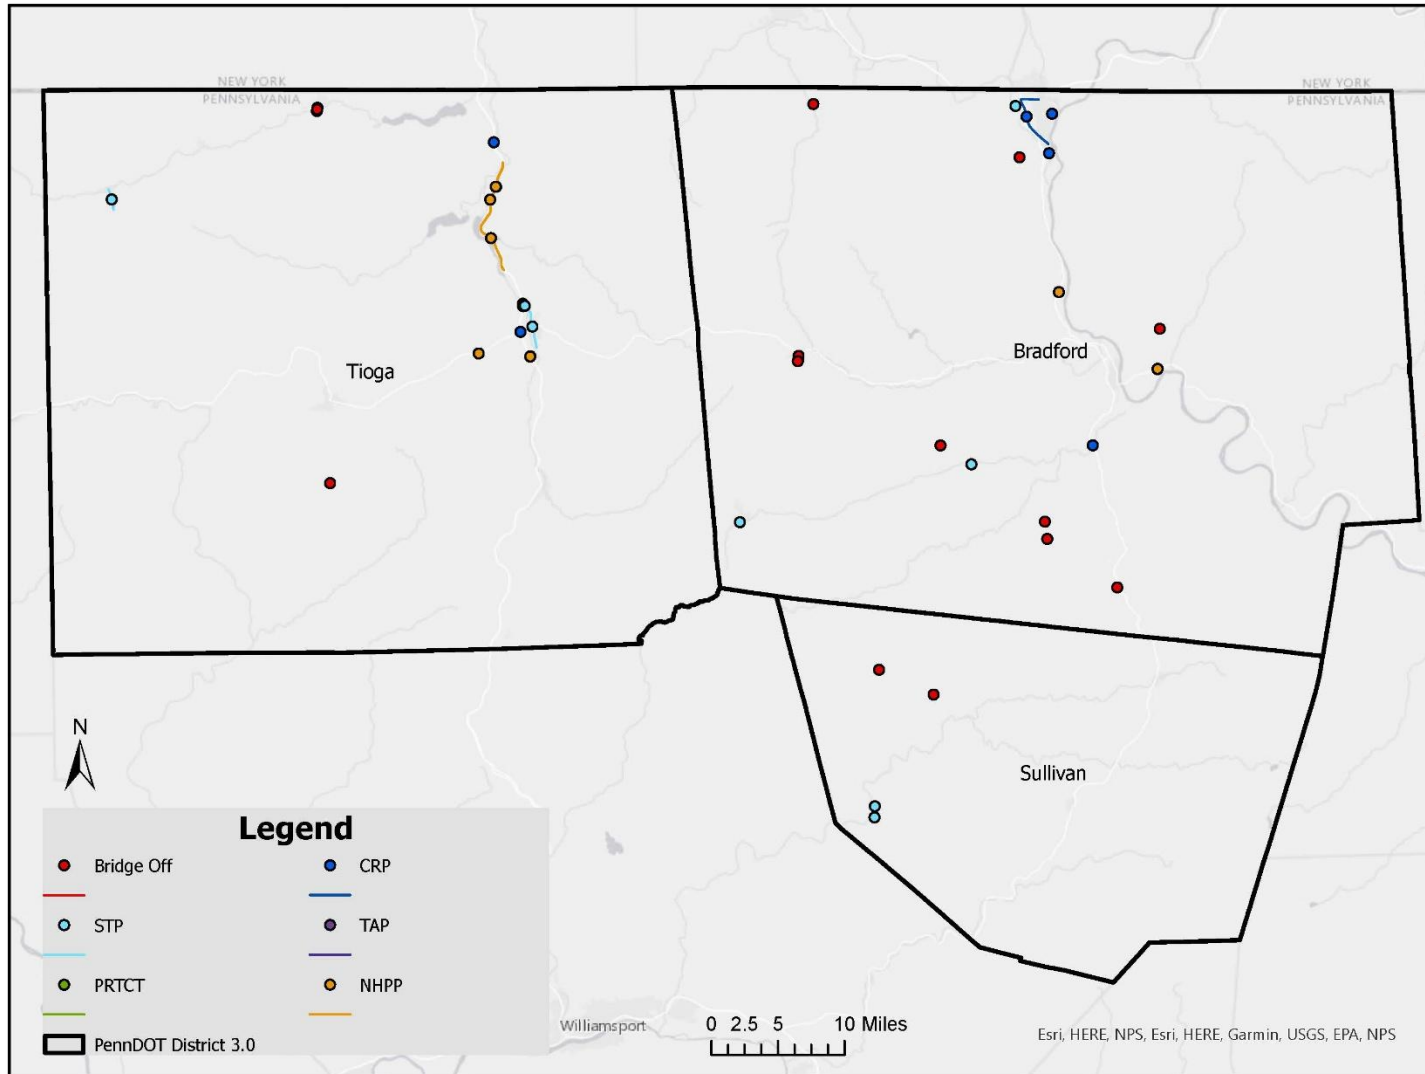 NEW YORK
PENNSYLVANIA
NEW YORK
PENNSYLVANIA
Tioga
Bradford
Sullivan
N
Legend
Bridge Off
CRP
STP
TAP
PRTCT
NHPP
PennDOT District 3.0
Williamsport
0 2.5 5 10 Miles
Esri, HERE, NPS, Esri, HERE, Garmin, USGS, EPA, NPS